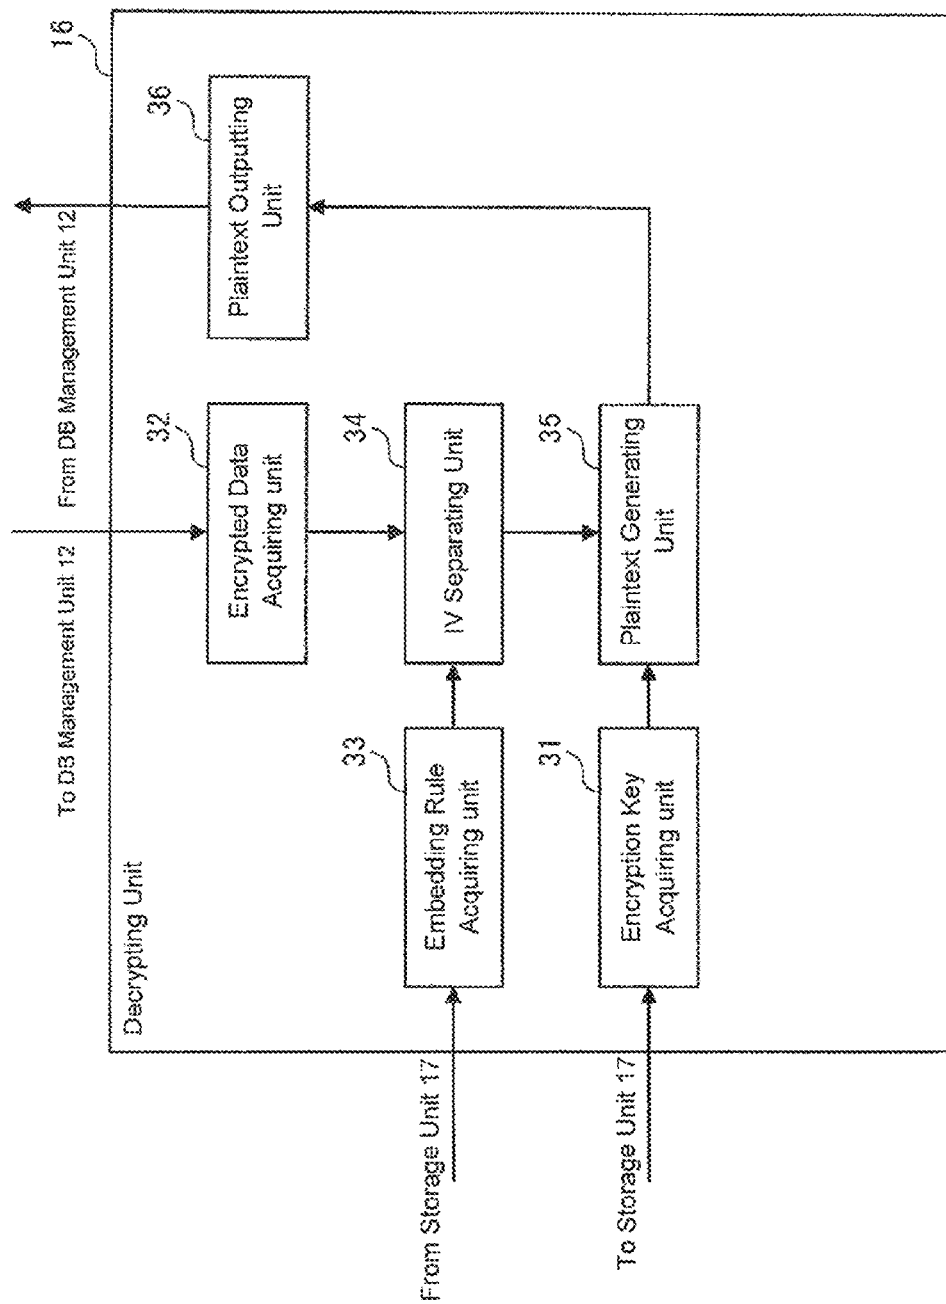 16
Decrypting Unit
To DB Management Unit 12
From DB Management Unit 12
From Storage Unit 17
To Storage Unit 17
33
Embedding Rule
Acquiring unit
31
Encryption Key
Acquiring unit
32
Encrypted Data
Acquiring unit
34
IV Separating Unit
35
Plaintext Generating
Unit
36
Plaintext Outputting
Unit